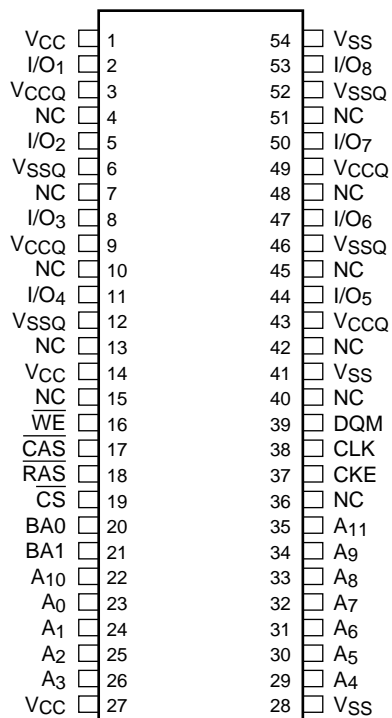 VCC 1 54 VSS
I/O1 2 53 I/O8
VCCQ 3 52 VSSQ
NC 4 51 NC
I/O2 5 50 I/O7
VSSQ 6 49 VCCQ
NC 7 48 NC
I/O3 8 47 I/O6
VCCQ 9 46 VSSQ
NC 10 45 NC
I/O4 11 44 I/O5
VSSQ 12 43 VCCQ
NC 13 42 NC
VCC 14 41 VSS
NC 15 40 NC
WE 16 39 DQM
CAS 17 38 CLK
RAS 18 37 CKE
CS 19 36 NC
BA0 20 35 A11
BA1 21 34 A9
A10 22 33 A8
A0 23 32 A7
A1 24 31 A6
A2 25 30 A5
A3 26 29 A4
VCC 27 28 VSS